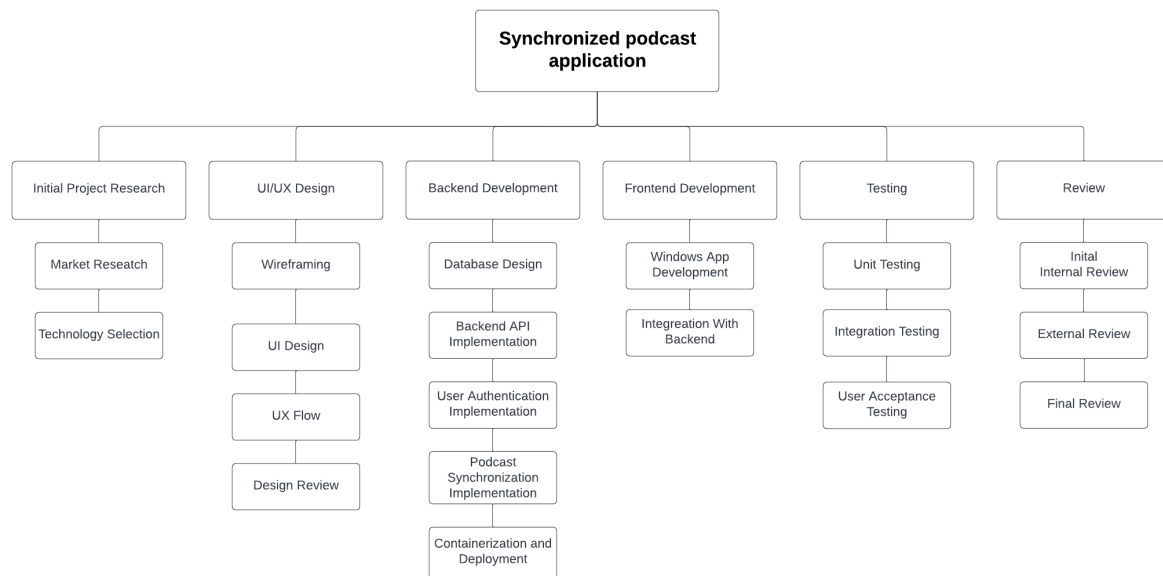 Synchronized podcast
application
Initial Project Research
UI/UX Design
Backend Development
Frontend Development
Testing
Review
Market Reseatch
Technology Selection
Wireframing
UI Design
UX Flow
Design Review
Database Design
Backend API
Implementation
User Authentication
Implementation
Podcast
Synchronization
Implementation
Containerization and
Deployment
Windows App
Development
Integreation With
Backend
Unit Testing
Integration Testing
User Acceptance
Testing
Inital
Internal Review
External Review
Final Review